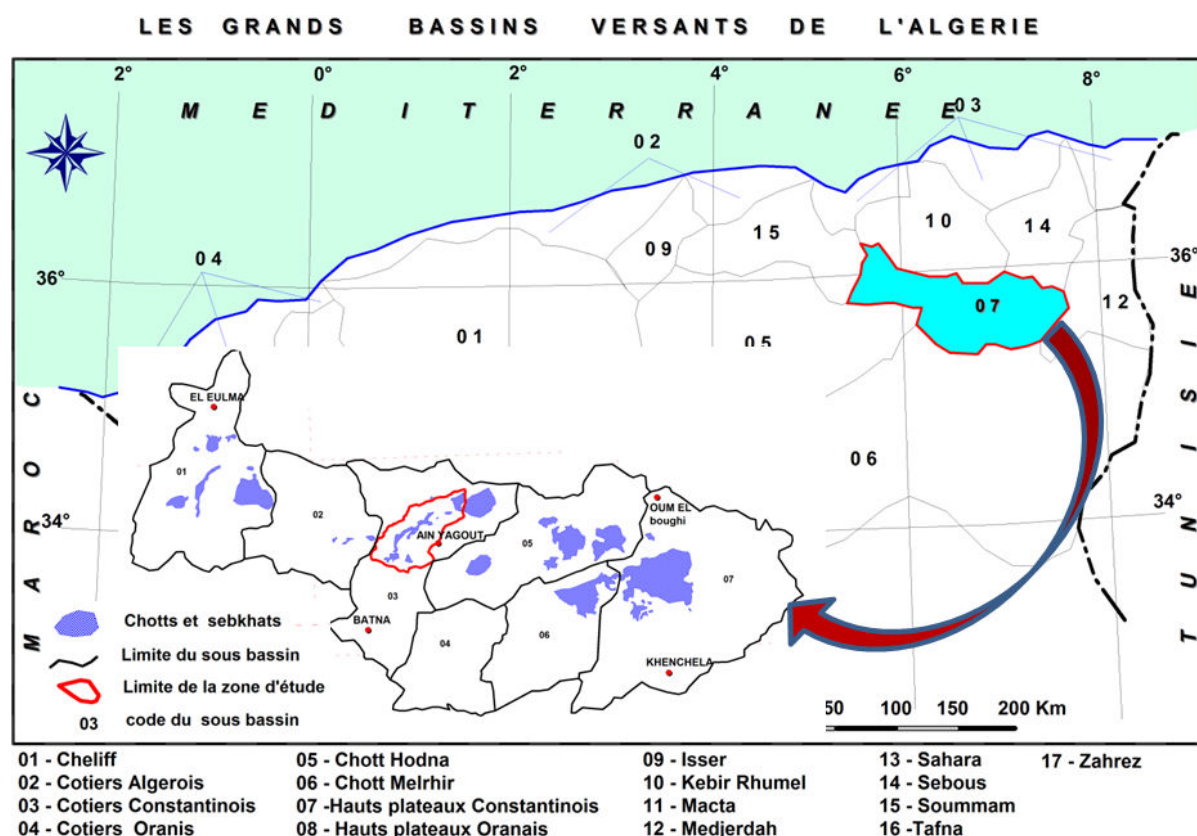 LES GRANDS BASSINS VERSANTS DE L'ALGERIE
2° 0° 2° 4° 6° 8°
MEDITERRANEE
03
02
10
14
15
09
04
36°
36°
07
12
01
05
MAROC
TUNISIE
EL EULMA
01
06
OUM EL
boughi
34°
34°
02
AIN YAGOUT
05
07
03
BATNA
04
06
KHENCHELA
Chotts et sebkhats
Limite du sous bassin
Limite de la zone d'étude
03 code du sous bassin
50 100 150 200 Km
01 - Cheliff
02 - Cotiers Algerois
03 - Cotiers Constantinois
04 - Cotiers Oranis
05 - Chott Hodna
06 - Chott Melrhir
07 -Hauts plateaux Constantinois
08 - Hauts plateaux Oranais
09 - Isser
10 - Kebir Rhumel
11 - Macta
12 - Medjerdah
13 - Sahara
14 - Sebous
15 - Soummam
16 -Tafna
17 - Zahrez